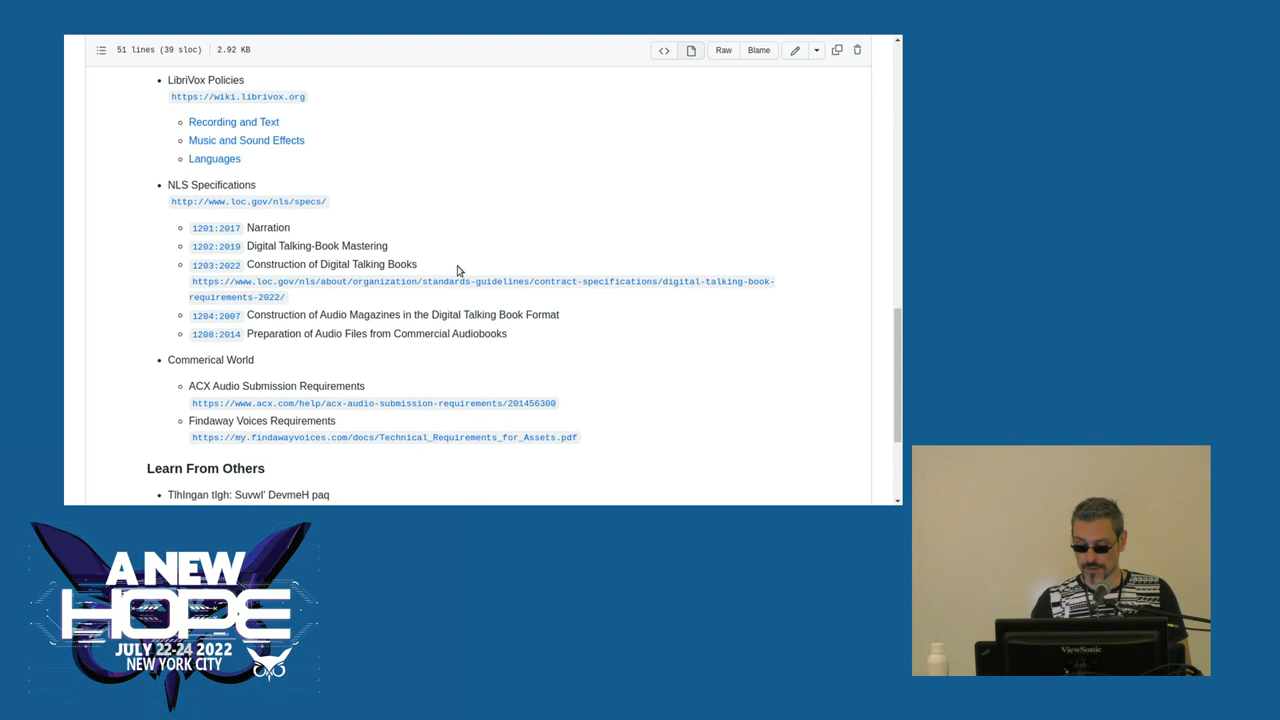 51 lines (39 sloc) | 2.92 KB
Raw
Blame
LibriVox Policies
https://wiki.librivox.org
Recording and Text
Music and Sound Effects
Languages
NLS Specifications
http://www.loc.gov/nls/specs/
1201:2017 Narration
1202:2019 Digital Talking-Book Mastering
1203:2022 Construction of Digital Talking Books
https://www.loc.gov/nls/about/organization/standards-guidelines/contract-specifications/digital-talking-book-
requirements-2022/
1204:2007 Construction of Audio Magazines in the Digital Talking Book Format
1208:2014 Preparation of Audio Files from Commercial Audiobooks
Commerical World
ACX Audio Submission Requirements
https://www.acx.com/help/acx-audio-submission-requirements/201456300
Findaway Voices Requirements
https://my.findawayvoices.com/docs/Technical_Requirements_for_Assets.pdf
Learn From Others
TlhIngan tIgh: SuvwI' DevmeH paq
A NEW
HOPE
JULY 22-24 2022
NEW YORK CITY
ViewSonic